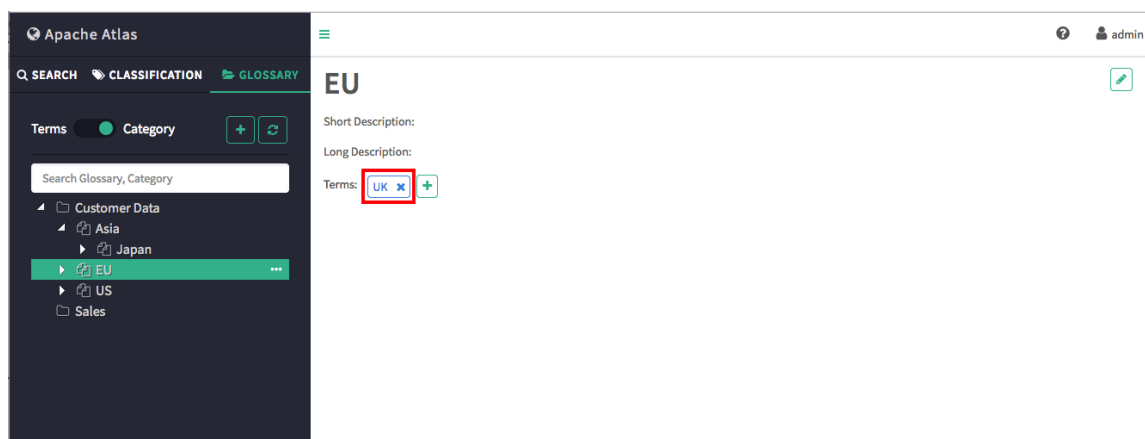 Apache Atlas
admin
SEARCH CLASSIFICATION GLOSSARY
Terms Category
Search Glossary, Category
Customer Data
Asia
Japan
EU
US
Sales
EU
Short Description:
Long Description:
Terms: UK